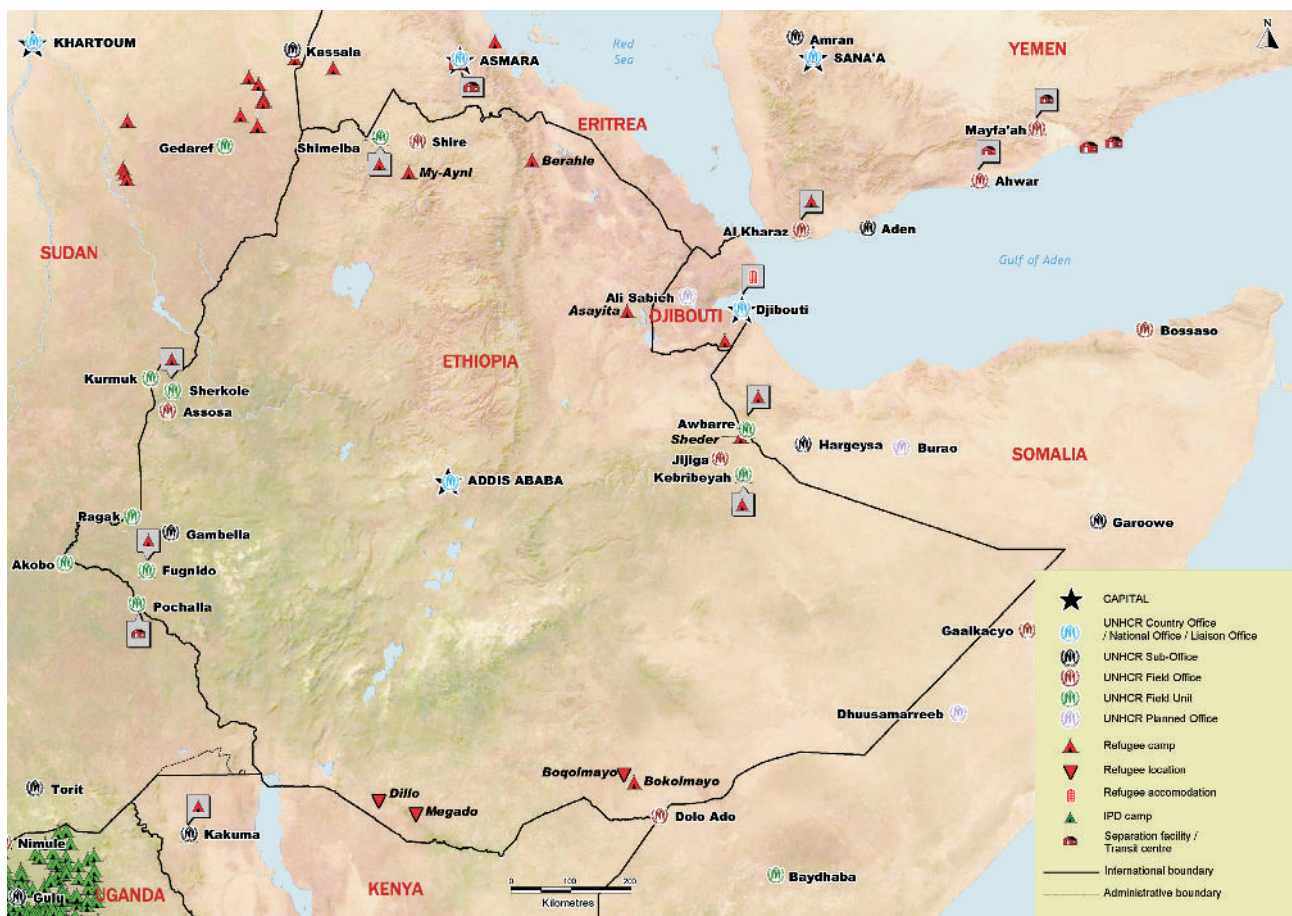 KHARTOUM
Kassala
ASMARA
Red
Sea
Amran
SANA'A
YEMEN
N
Gedaref
Shimelba
Shire
ERITREA
My-Ayni
Berahle
Mayfa'ah
Ahwar
SUDAN
Al Kharaz
Aden
Gulf of Aden
Ali Sabieh
Asayita
DJIBOUTI
Djibouti
Bossaso
ETHIOPIA
Kurmuk
Sherkole
Assosa
Awbarre
Sheder
Jijiga
Kebribeyah
Hargeysa
Burao
SOMALIA
ADDIS ABABA
Ragak
Gambella
Akobo
Fugnido
Pochalla
Garoowe
Gaalkacyo
Dhuusamarreeb
Torit
Boqolmayo
Bokolmayo
Dillo
Megado
Dolo Ado
Kakuma
Nimule
Gulu
UGANDA
KENYA
Baydhaba
0 100 200
Kilometres
CAPITAL
UNHCR Country Office
/ National Office / Liaison Office
UNHCR Sub-Office
UNHCR Field Office
UNHCR Field Unit
UNHCR Planned Office
Refugee camp
Refugee location
Refugee accomodation
IPD camp
Separation facility /
Transit centre
International boundary
Administrative boundary